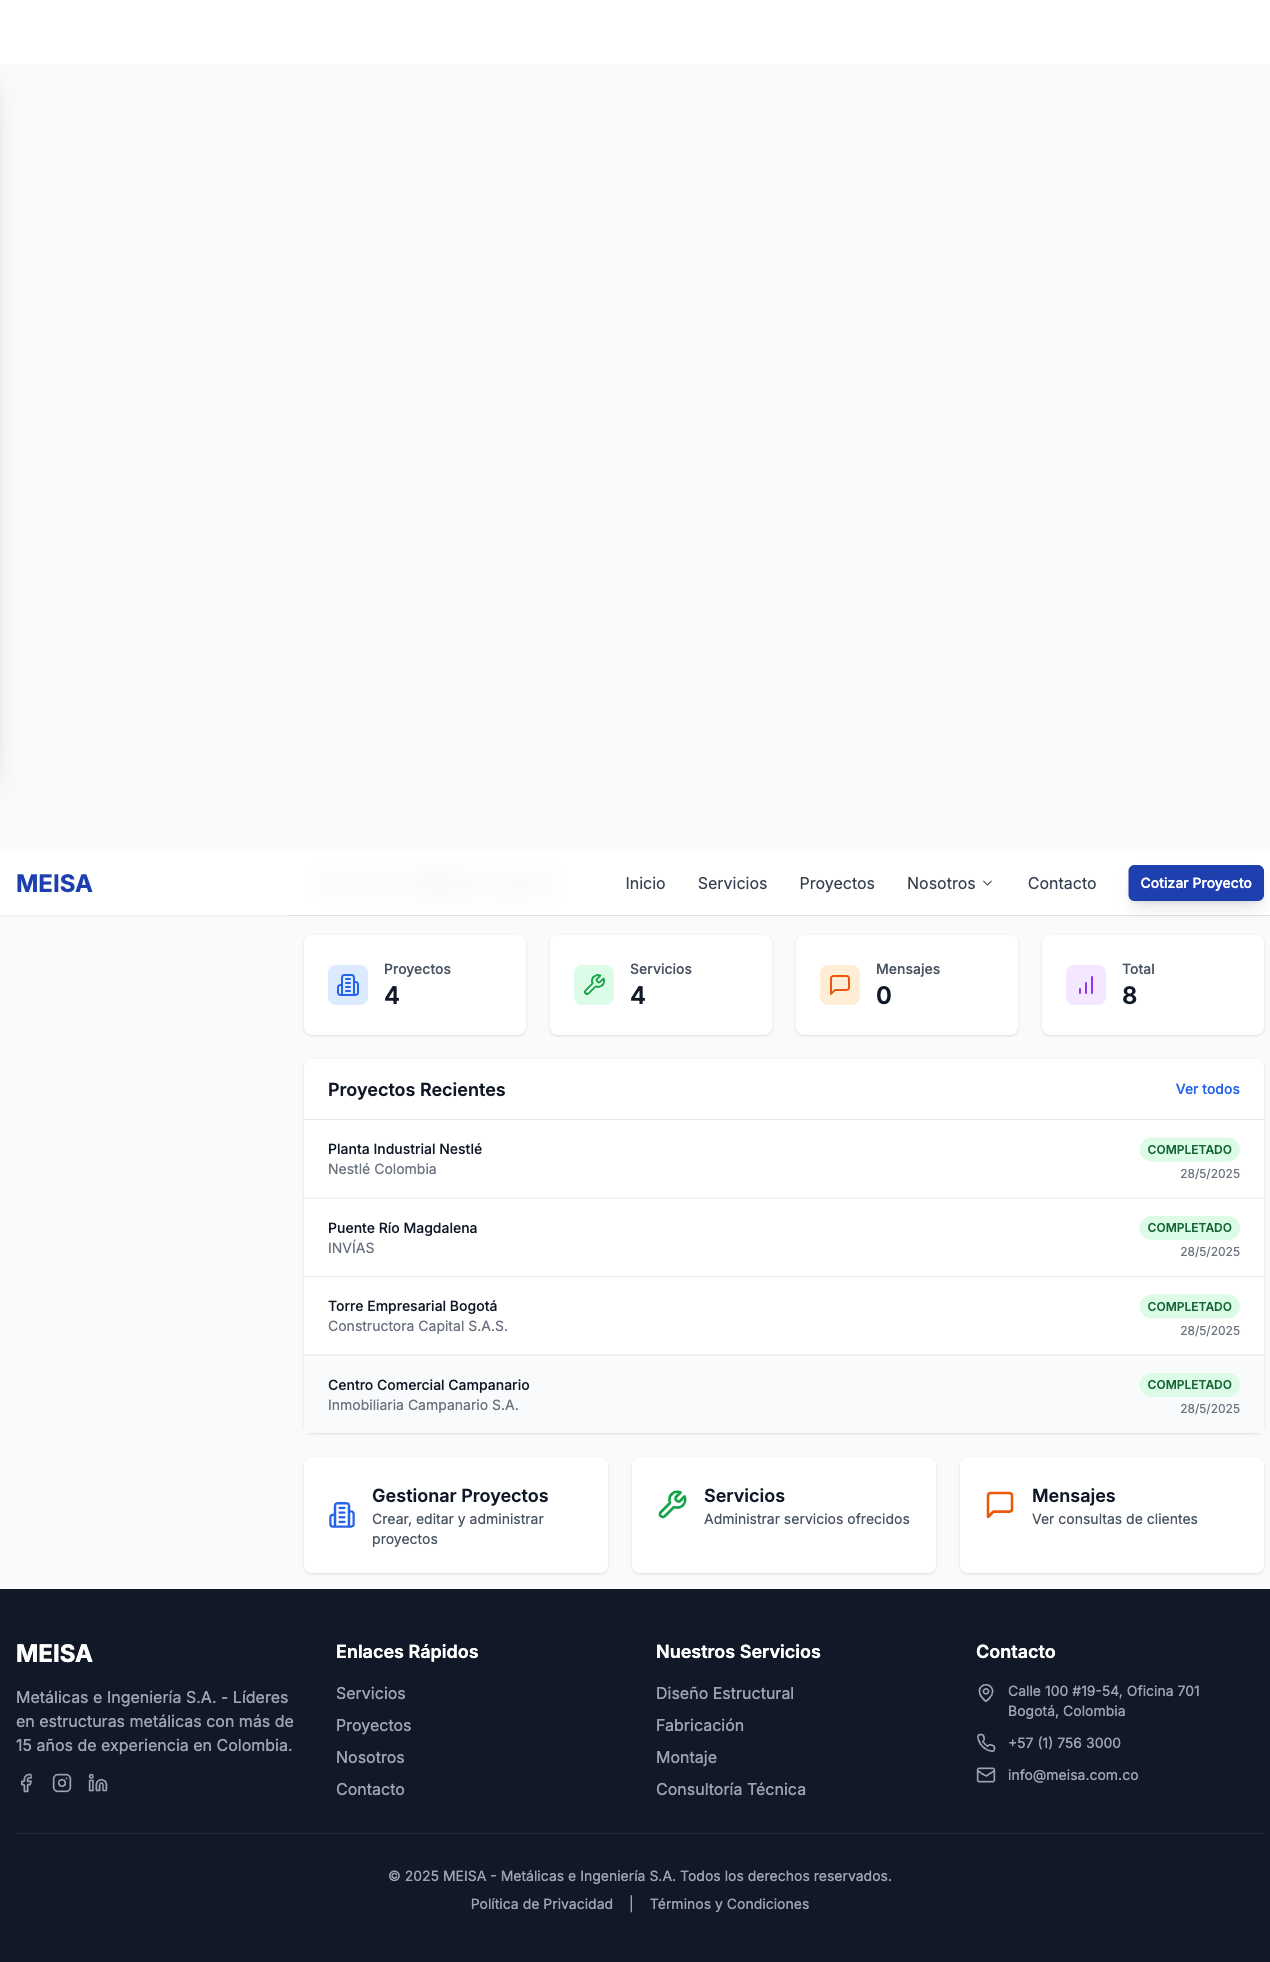 MEISA
Inicio
Servicios
Proyectos
Nosotros
Contacto
Cotizar Proyecto
Proyectos
4
Servicios
4
Mensajes
0
Total
8
Proyectos Recientes
Ver todos
Planta Industrial Nestlé
Nestlé Colombia
COMPLETADO
28/5/2025
Puente Río Magdalena
INVÍAS
COMPLETADO
28/5/2025
Torre Empresarial Bogotá
Constructora Capital S.A.S.
COMPLETADO
28/5/2025
Centro Comercial Campanario
Inmobiliaria Campanario S.A.
COMPLETADO
28/5/2025
Gestionar Proyectos
Crear, editar y administrar
proyectos
Servicios
Administrar servicios ofrecidos
Mensajes
Ver consultas de clientes
MEISA
Metálicas e Ingeniería S.A. - Líderes
en estructuras metálicas con más de
15 años de experiencia en Colombia.
Enlaces Rápidos
Servicios
Proyectos
Nosotros
Contacto
Nuestros Servicios
Diseño Estructural
Fabricación
Montaje
Consultoría Técnica
Contacto
Calle 100 #19-54, Oficina 701
Bogotá, Colombia
+57 (1) 756 3000
info@meisa.com.co
© 2025 MEISA - Metálicas e Ingeniería S.A. Todos los derechos reservados.
Política de Privacidad | Términos y Condiciones